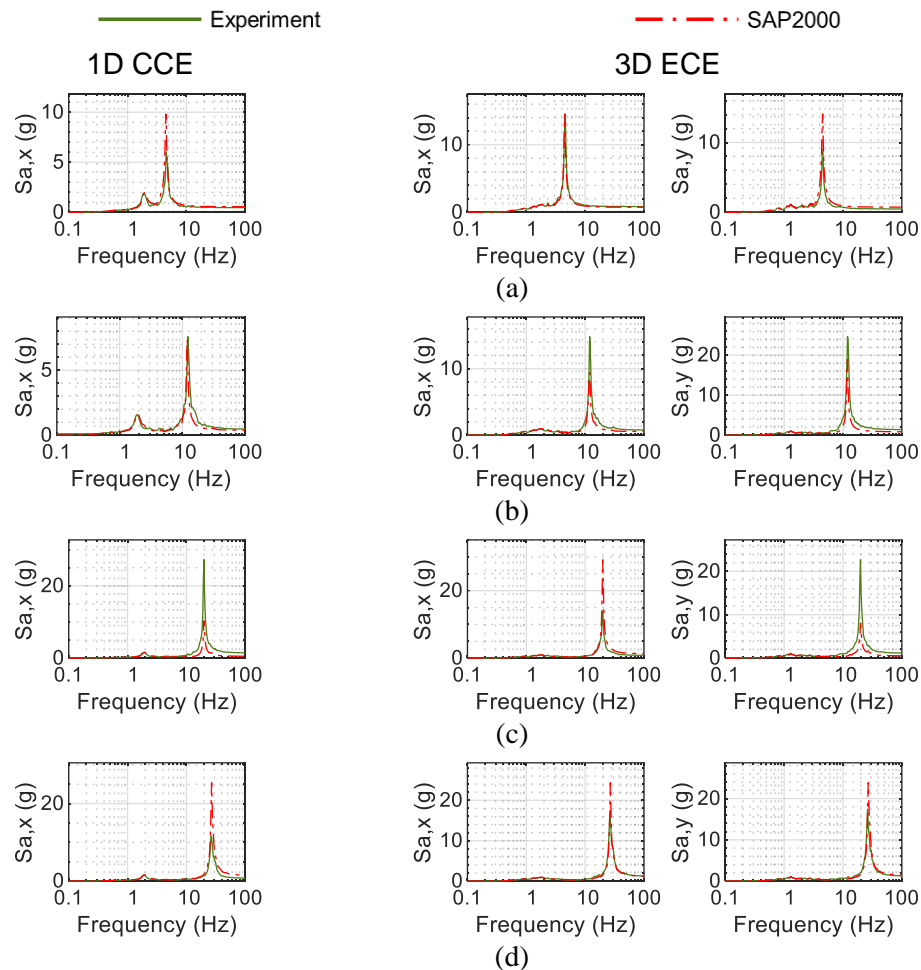 Experiment SAP2000
1D CCE 3D ECE
Sa,x (g) 10 5 0 Sa,x (g) 10 0 Sa,y (g) 10 0
0.1 1 10 100 0.1 1 10 100 0.1 1 10 100
Frequency (Hz) Frequency (Hz) Frequency (Hz)
(a)
Sa,x (g) 5 0 Sa,x (g) 10 0 Sa,y (g) 20 10 0
0.1 1 10 100 0.1 1 10 100 0.1 1 10 100
Frequency (Hz) Frequency (Hz) Frequency (Hz)
(b)
Sa,x (g) 20 0 Sa,x (g) 20 0 Sa,y (g) 20 10 0
0.1 1 10 100 0.1 1 10 100 0.1 1 10 100
Frequency (Hz) Frequency (Hz) Frequency (Hz)
(c)
Sa,x (g) 20 0 Sa,x (g) 20 10 0 Sa,y (g) 20 10 0
0.1 1 10 100 0.1 1 10 100 0.1 1 10 100
Frequency (Hz) Frequency (Hz) Frequency (Hz)
(d)